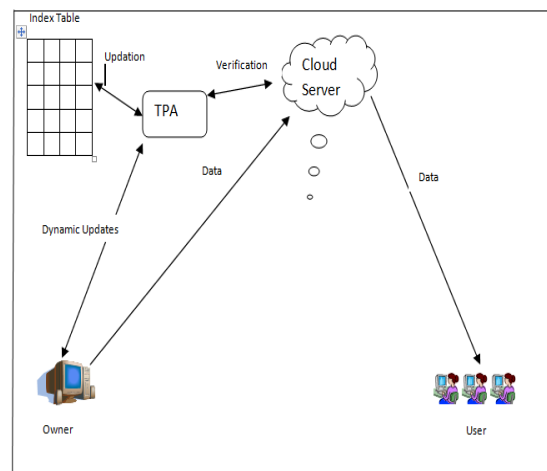 Index Table
Updation
Verification
Cloud
Server
TPA
Data
Data
Dynamic Updates
Owner
User